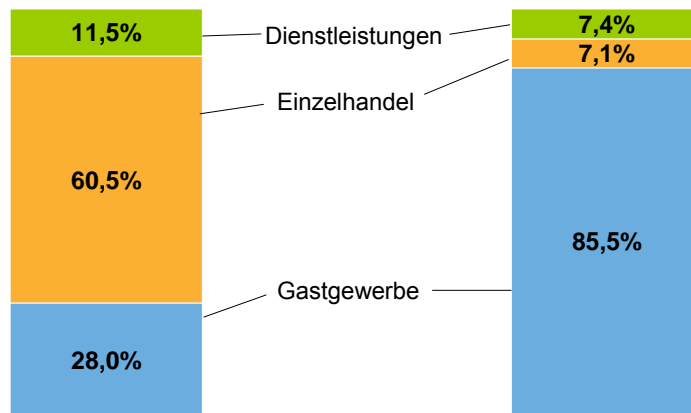 11,5%
Dienstleistungen
7,4%
7,1%
Einzelhandel
60,5%
85,5%
Gastgewerbe
28,0%